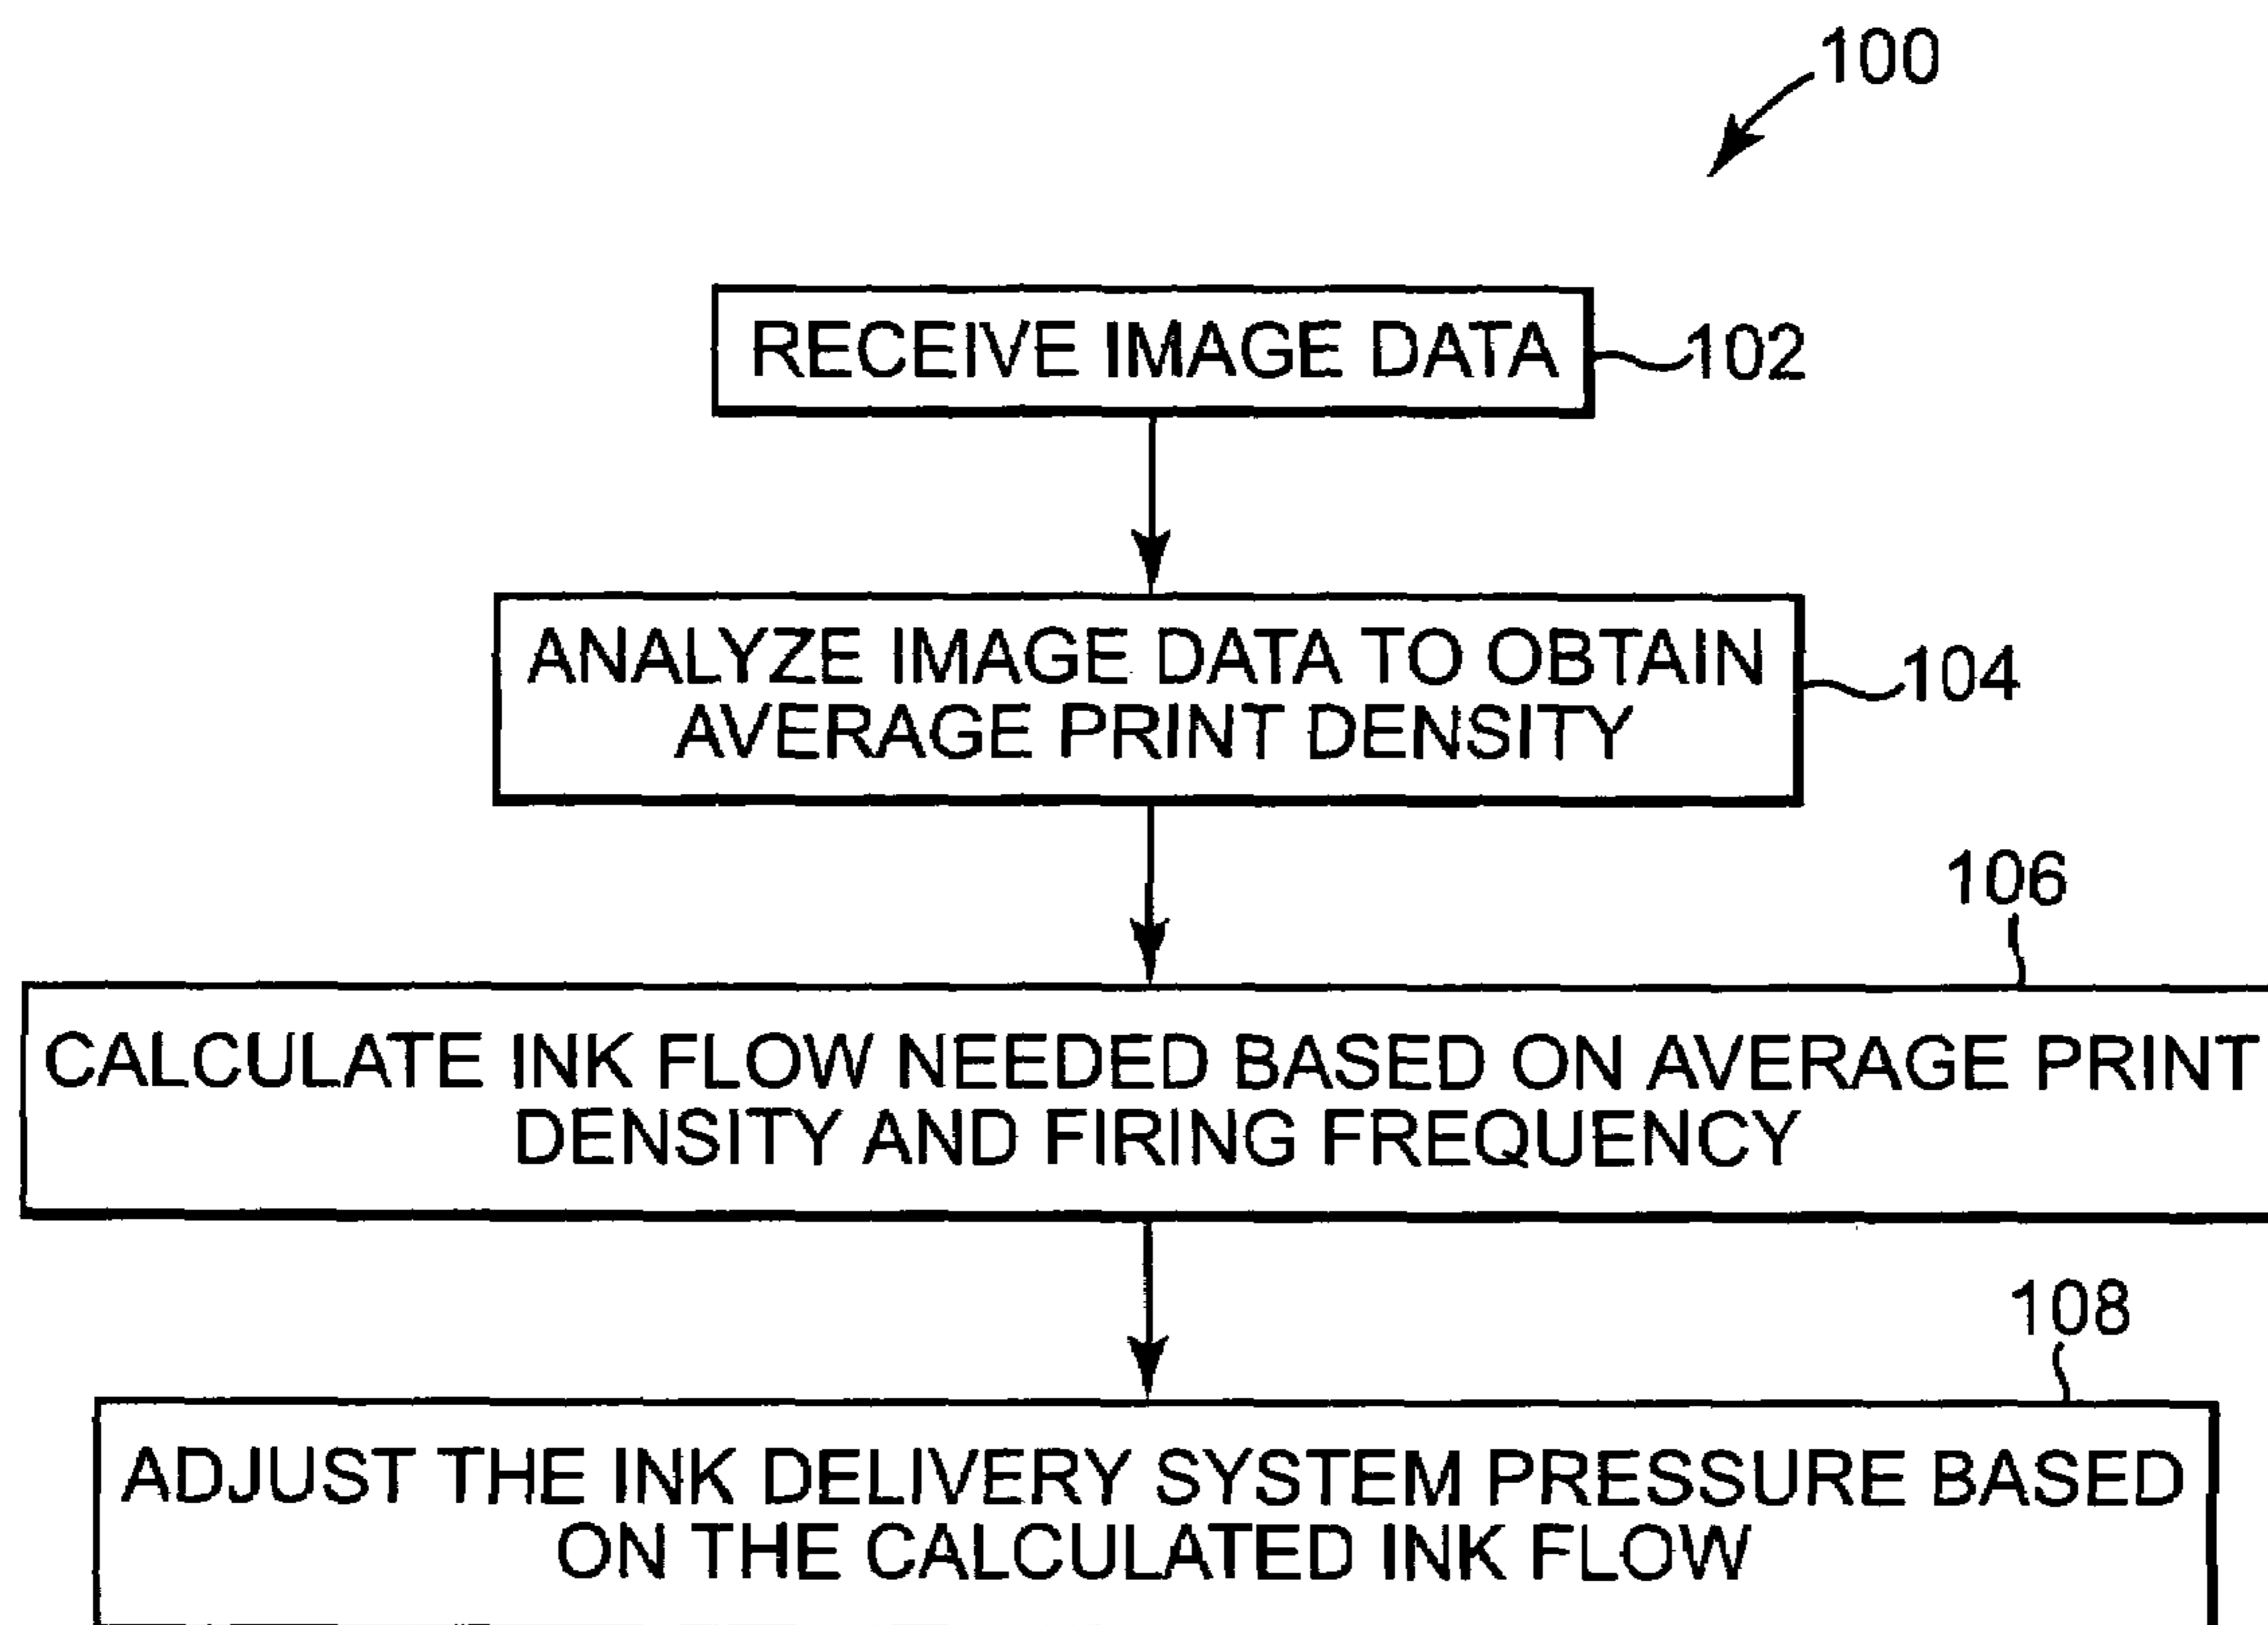 100
RECEIVE IMAGE DATA
102
ANALYZE IMAGE DATA TO OBTAIN
AVERAGE PRINT DENSITY
104
106
CALCULATE INK FLOW NEEDED BASED ON AVERAGE PRINT
DENSITY AND FIRING FREQUENCY
108
ADJUST THE INK DELIVERY SYSTEM PRESSURE BASED
ON THE CALCULATED INK FLOW